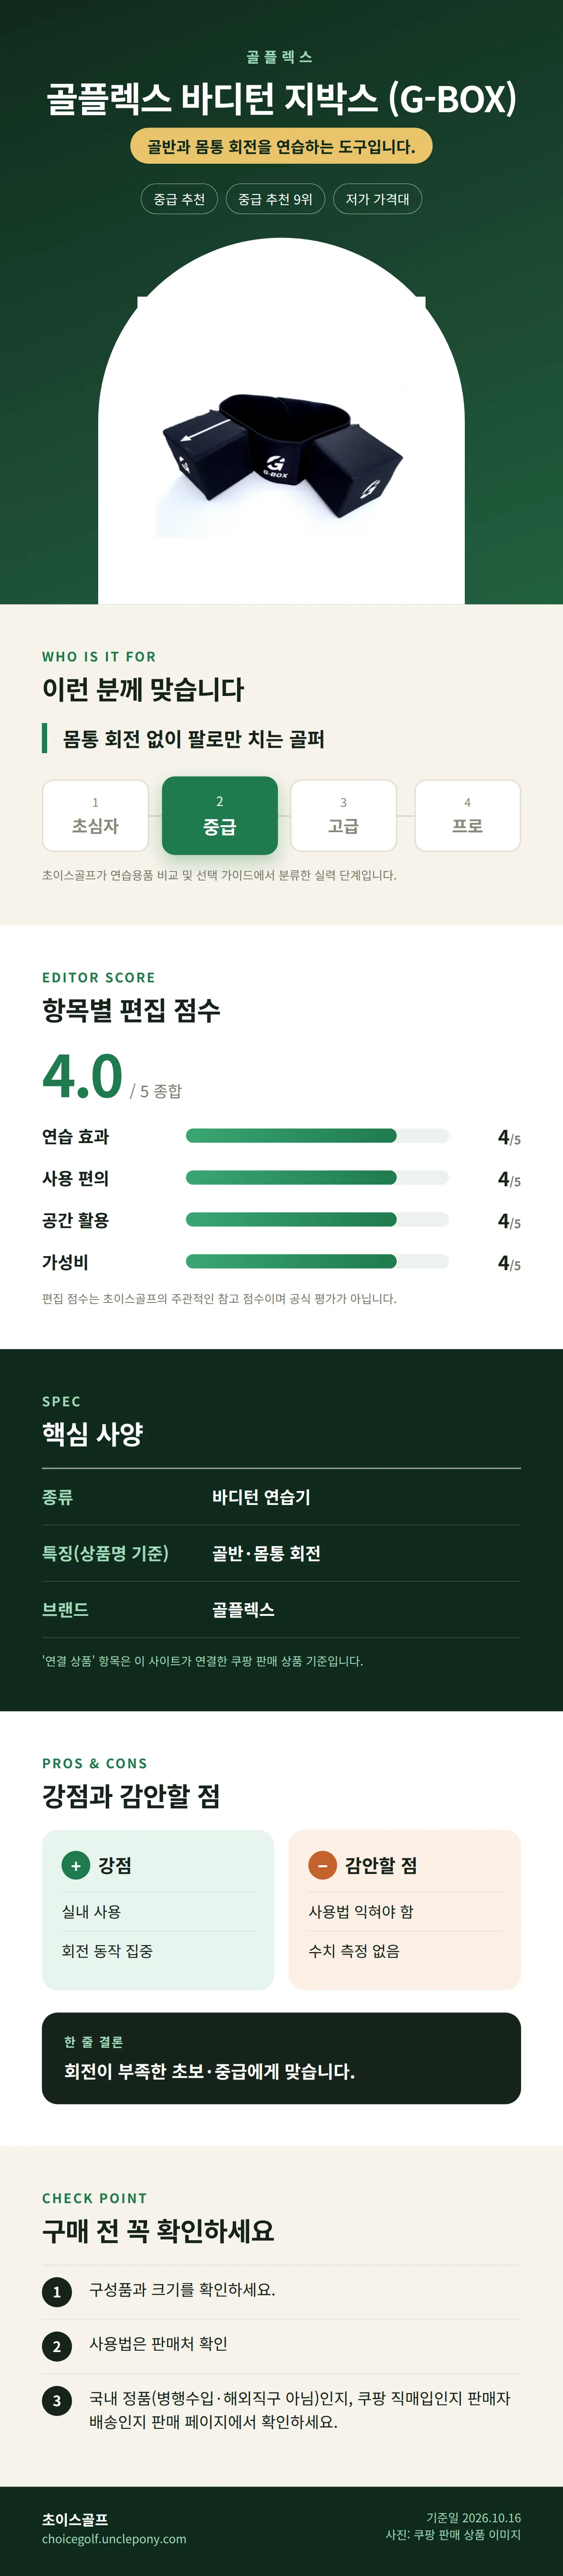 골플렉스
골플렉스 바디턴 지박스 (G-BOX)
골반과 몸통 회전을 연습하는 도구입니다.
중급 추천
중급 추천 9위
저가 가격대
G-BOX
WHO IS IT FOR
이런 분께 맞습니다
몸통 회전 없이 팔로만 치는 골퍼
1
초심자
2
중급
3
고급
4
프로
초이스골프가 연습용품 비교 및 선택 가이드에서 분류한 실력 단계입니다.
EDITOR SCORE
항목별 편집 점수
4.0 / 5 종합
연습 효과 4/5
사용 편의 4/5
공간 활용 4/5
가성비 4/5
편집 점수는 초이스골프의 주관적인 참고 점수이며 공식 평가가 아닙니다.
SPEC
핵심 사양
종류 바디턴 연습기
특징(상품명 기준) 골반·몸통 회전
브랜드 골플렉스
'연결 상품' 항목은 이 사이트가 연결한 쿠팡 판매 상품 기준입니다.
PROS & CONS
강점과 감안할 점
+ 강점
실내 사용
회전 동작 집중
− 감안할 점
사용법 익혀야 함
수치 측정 없음
한 줄 결론
회전이 부족한 초보·중급에게 맞습니다.
CHECK POINT
구매 전 꼭 확인하세요
1 구성품과 크기를 확인하세요.
2 사용법은 판매처 확인
3 국내 정품(병행수입·해외직구 아님)인지, 쿠팡 직매입인지 판매자
배송인지 판매 페이지에서 확인하세요.
초이스골프
choicegolf.unclepony.com
기준일 2026.10.16
사진: 쿠팡 판매 상품 이미지